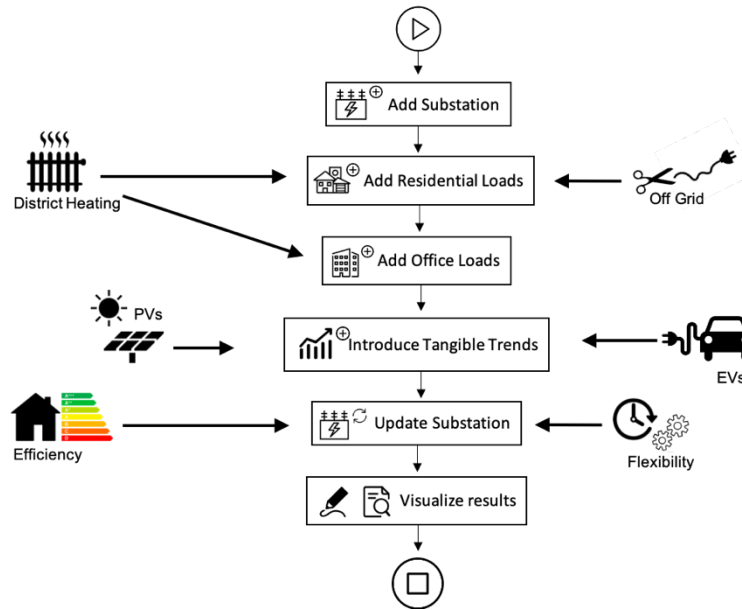 Add Substation
District Heating
Add Residential Loads
Off Grid
Add Office Loads
PVs
Introduce Tangible Trends
EVs
Efficiency
Update Substation
Flexibility
Visualize results